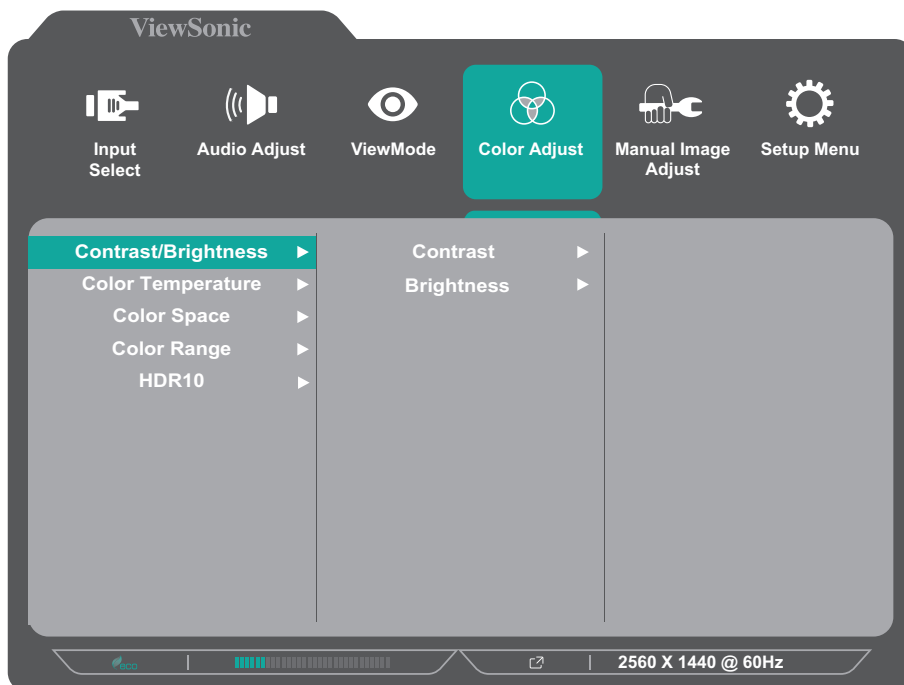 ViewSonic
Input
Select
Audio Adjust
ViewMode
Color Adjust
Manual Image
Adjust
Setup Menu
Contrast/Brightness
Color Temperature
Color Space
Color Range
HDR10
Contrast
Brightness
eco
2560 X 1440 @ 60Hz